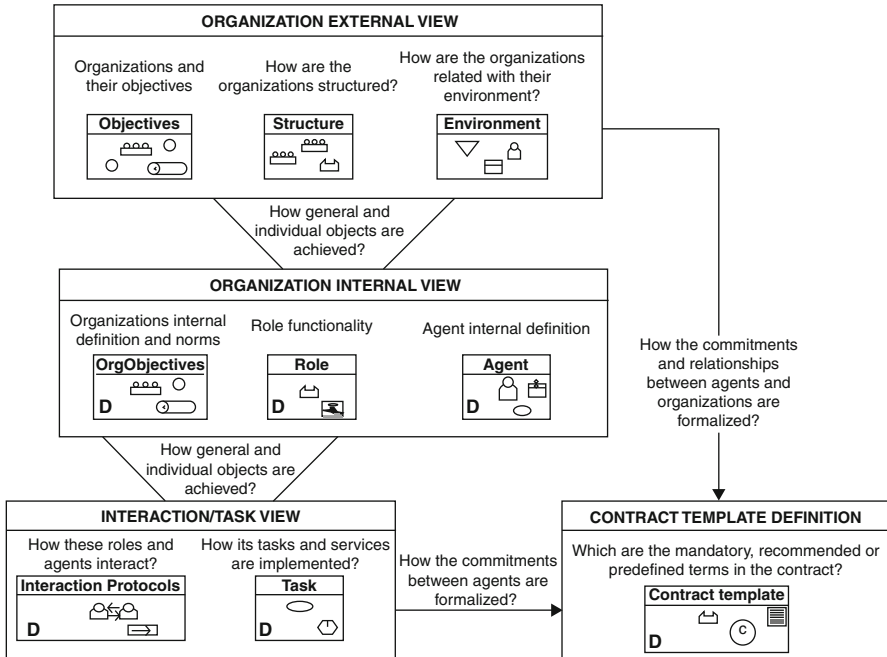 ORGANIZATION EXTERNAL VIEW
Organizations and
their objectives
How are the
organizations structured?
How are the organizations
related with their
environment?
Objectives
Structure
Environment
How general and
individual objects are
achieved?
ORGANIZATION INTERNAL VIEW
Organizations internal
definition and norms
Role functionality
Agent internal definition
OrgObjectives
D
Role
D
Agent
D
How the commitments
and relationships
between agents and
organizations are
formalized?
How general and
individual objects are
achieved?
INTERACTION/TASK VIEW
How these roles and
agents interact?
How its tasks and services
are implemented?
Interaction Protocols
D
Task
D
How the commitments
between agents are
formalized?
CONTRACT TEMPLATE DEFINITION
Which are the mandatory, recommended or
predefined terms in the contract?
Contract template
C
D